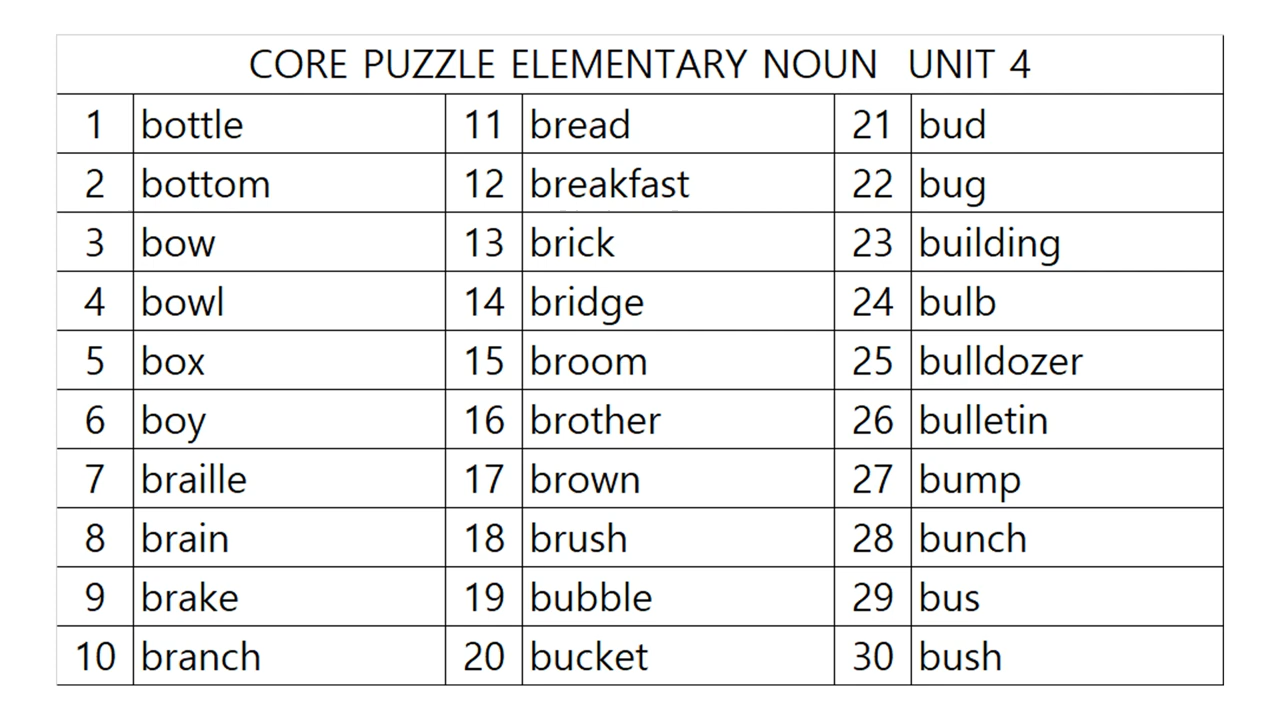 CORE PUZZLE ELEMENTARY NOUN UNIT 4
1 bottle 11 bread 21 bud
2 bottom 12 breakfast 22 bug
3 bow 13 brick 23 building
4 bowl 14 bridge 24 bulb
5 box 15 broom 25 bulldozer
6 boy 16 brother 26 bulletin
7 braille 17 brown 27 bump
8 brain 18 brush 28 bunch
9 brake 19 bubble 29 bus
10 branch 20 bucket 30 bush